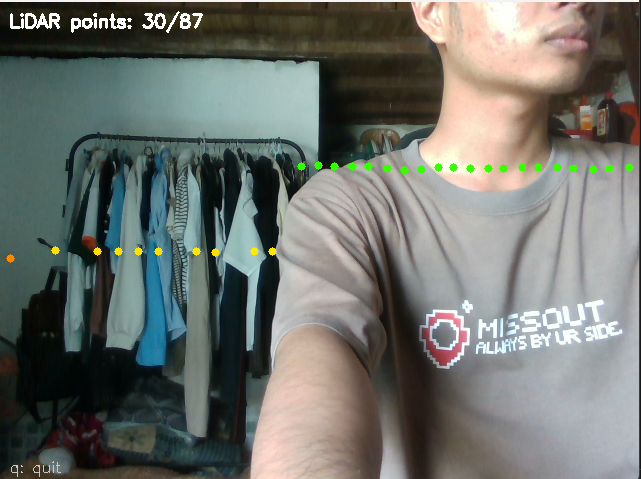 LiDAR points: 30/87
MISSOUT
ALWAYS BY UR SIDE.
q: quit